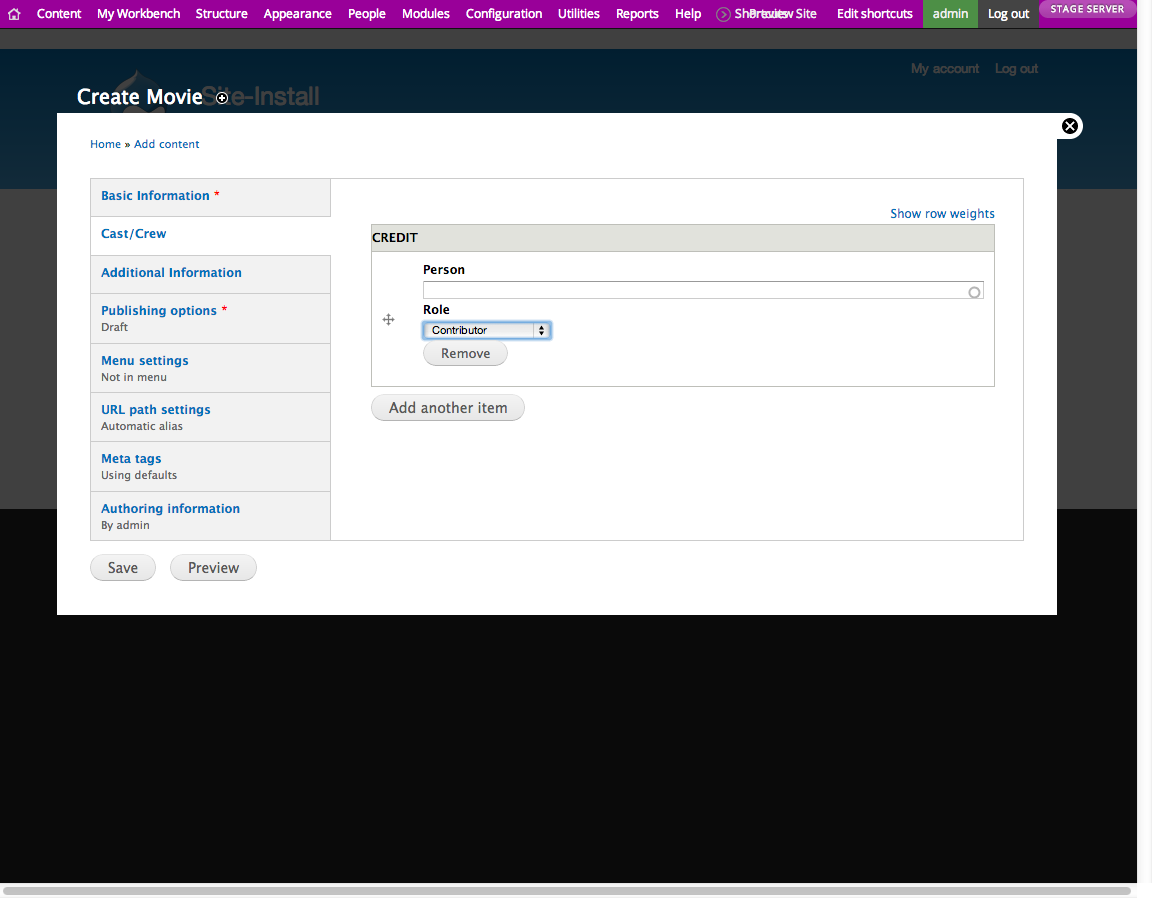 Content My Workbench Structure Appearance People Modules Configuration Utilities Reports Help Preview Site Edit shortcuts admin Log out STAGE SERVER
My account Log out
Create Movie Site-Install
Home » Add content
Basic Information *
Show row weights
Cast/Crew
CREDIT
Additional Information
Person
Publishing options *
Draft
Role
Contributor
Remove
Menu settings
Not in menu
URL path settings
Automatic alias
Add another item
Meta tags
Using defaults
Authoring information
By admin
Save Preview